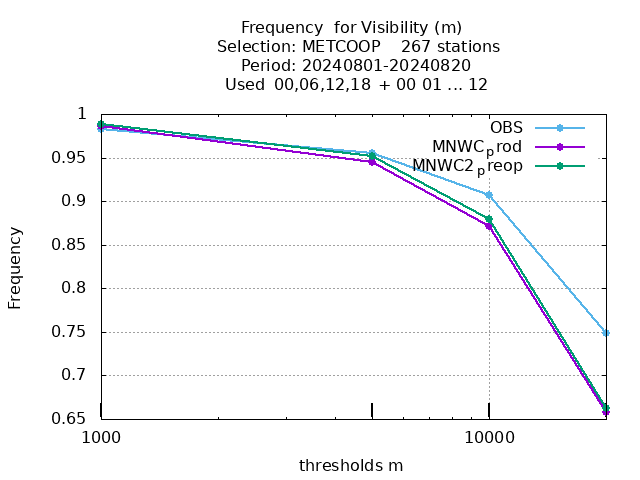 Frequency  for Visibility (m)
Selection: METCOOP    267 stations
Period: 20240801-20240820
Used  00,06,12,18 + 00 01 ... 12
1
0.95
0.9
0.85
0.8
0.75
0.7
0.65
Frequency
OBS
MNWCprod
MNWC2preop
1000
10000
thresholds m